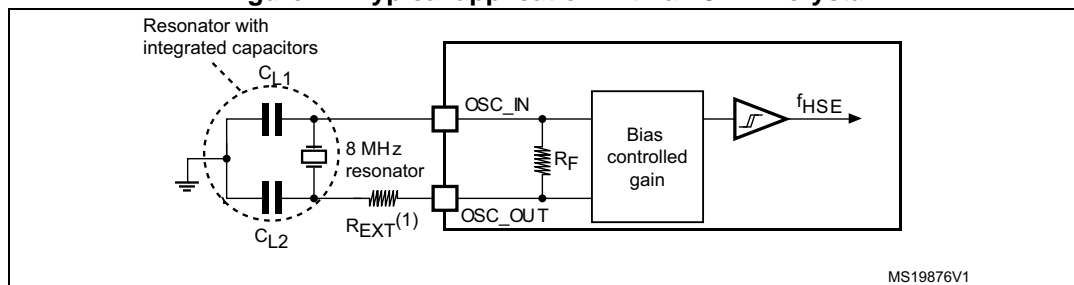 Resonator with
integrated capacitors
CL1
OSC_IN
fHSE
8 MHz
resonator
RF
Bias
controlled
gain
REXT(1)
OSC_OUT
CL2
MS19876V1